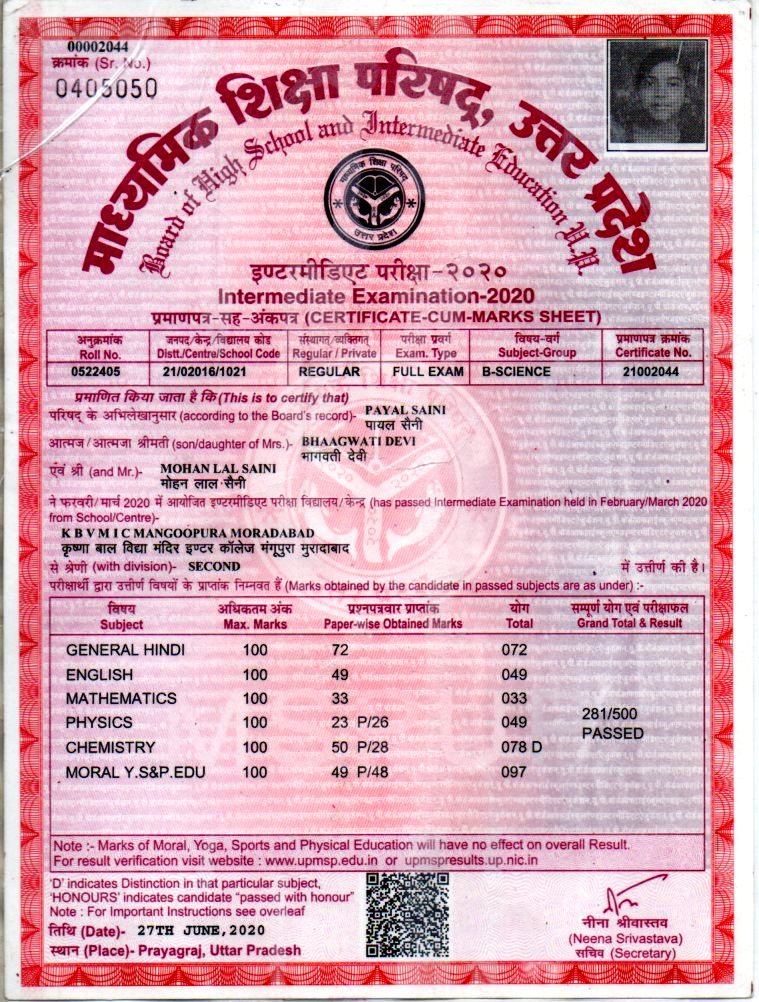 00002044
क्रमांक (Sr. No.)
0405050
माध्यमिक शिक्षा परिषद्, उत्तर प्रदेश
Board of High School and Intermediate Education U.P.
माध्यमिक शिक्षा परिषद
उत्तर प्रदेश
इण्टरमीडिएट परीक्षा-२०२०
Intermediate Examination-2020
प्रमाणपत्र-सह-अंकपत्र (CERTIFICATE-CUM-MARKS SHEET)
अनुक्रमांक जनपद/केन्द्र/विद्यालय कोड संस्थागत/व्यक्तिगत् परीक्षा प्रवर्ग विषय-वर्ग प्रमाणपत्र क्रमांक
Roll No. Distt./Centre/School Code Regular / Private Exam. Type Subject-Group Certificate No.
0522405 21/02016/1021 REGULAR FULL EXAM B-SCIENCE 21002044
प्रमाणित किया जाता है कि (This is to certify that)
परिषद् के अभिलेखानुसार (according to the Board's record)- PAYAL SAINI
पायल सैनी
आत्मज/आत्मजा श्रीमती (son/daughter of Mrs.)- BHAAGWATI DEVI
भागवती देवी
एंव श्री (and Mr.)- MOHAN LAL SAINI
मोहन लाल सैनी
ने फरवरी/मार्च 2020 में आयोजित इण्टरमीडिएट परीक्षा विद्यालय/केन्द्र (has passed Intermediate Examination held in February/March 2020
from School/Centre)-
K B V M I C MANGOOPURA MORADABAD
कृष्णा बाल विद्या मंदिर इण्टर कॉलेज मंगूपुरा मुरादाबाद
से श्रेणी (with division)- SECOND में उत्तीर्ण की है।
परीक्षार्थी द्वारा उत्तीर्ण विषयों के प्राप्तांक निम्नवत हैं (Marks obtained by the candidate in passed subjects are as under) :-
विषय अधिकतम अंक प्रश्नपत्रवार प्राप्तांक योग सम्पूर्ण योग एवं परीक्षाफल
Subject Max. Marks Paper-wise Obtained Marks Total Grand Total & Result
GENERAL HINDI 100 72 072
ENGLISH 100 49 049
MATHEMATICS 100 33 033
PHYSICS 100 23 P/26 049 281/500
PASSED
CHEMISTRY 100 50 P/28 078 D
MORAL Y.S&P.EDU 100 49 P/48 097
Note :- Marks of Moral, Yoga, Sports and Physical Education will have no effect on overall Result.
For result verification visit website : www.upmsp.edu.in or upmspresults.up.nic.in
'D' indicates Distinction in that particular subject,
'HONOURS' indicates candidate "passed with honour"
Note : For Important Instructions see overleaf
तिथि (Date)- 27TH JUNE,2020
स्थान (Place)- Prayagraj, Uttar Pradesh
नीना श्रीवास्तव
(Neena Srivastava)
सचिव (Secretary)